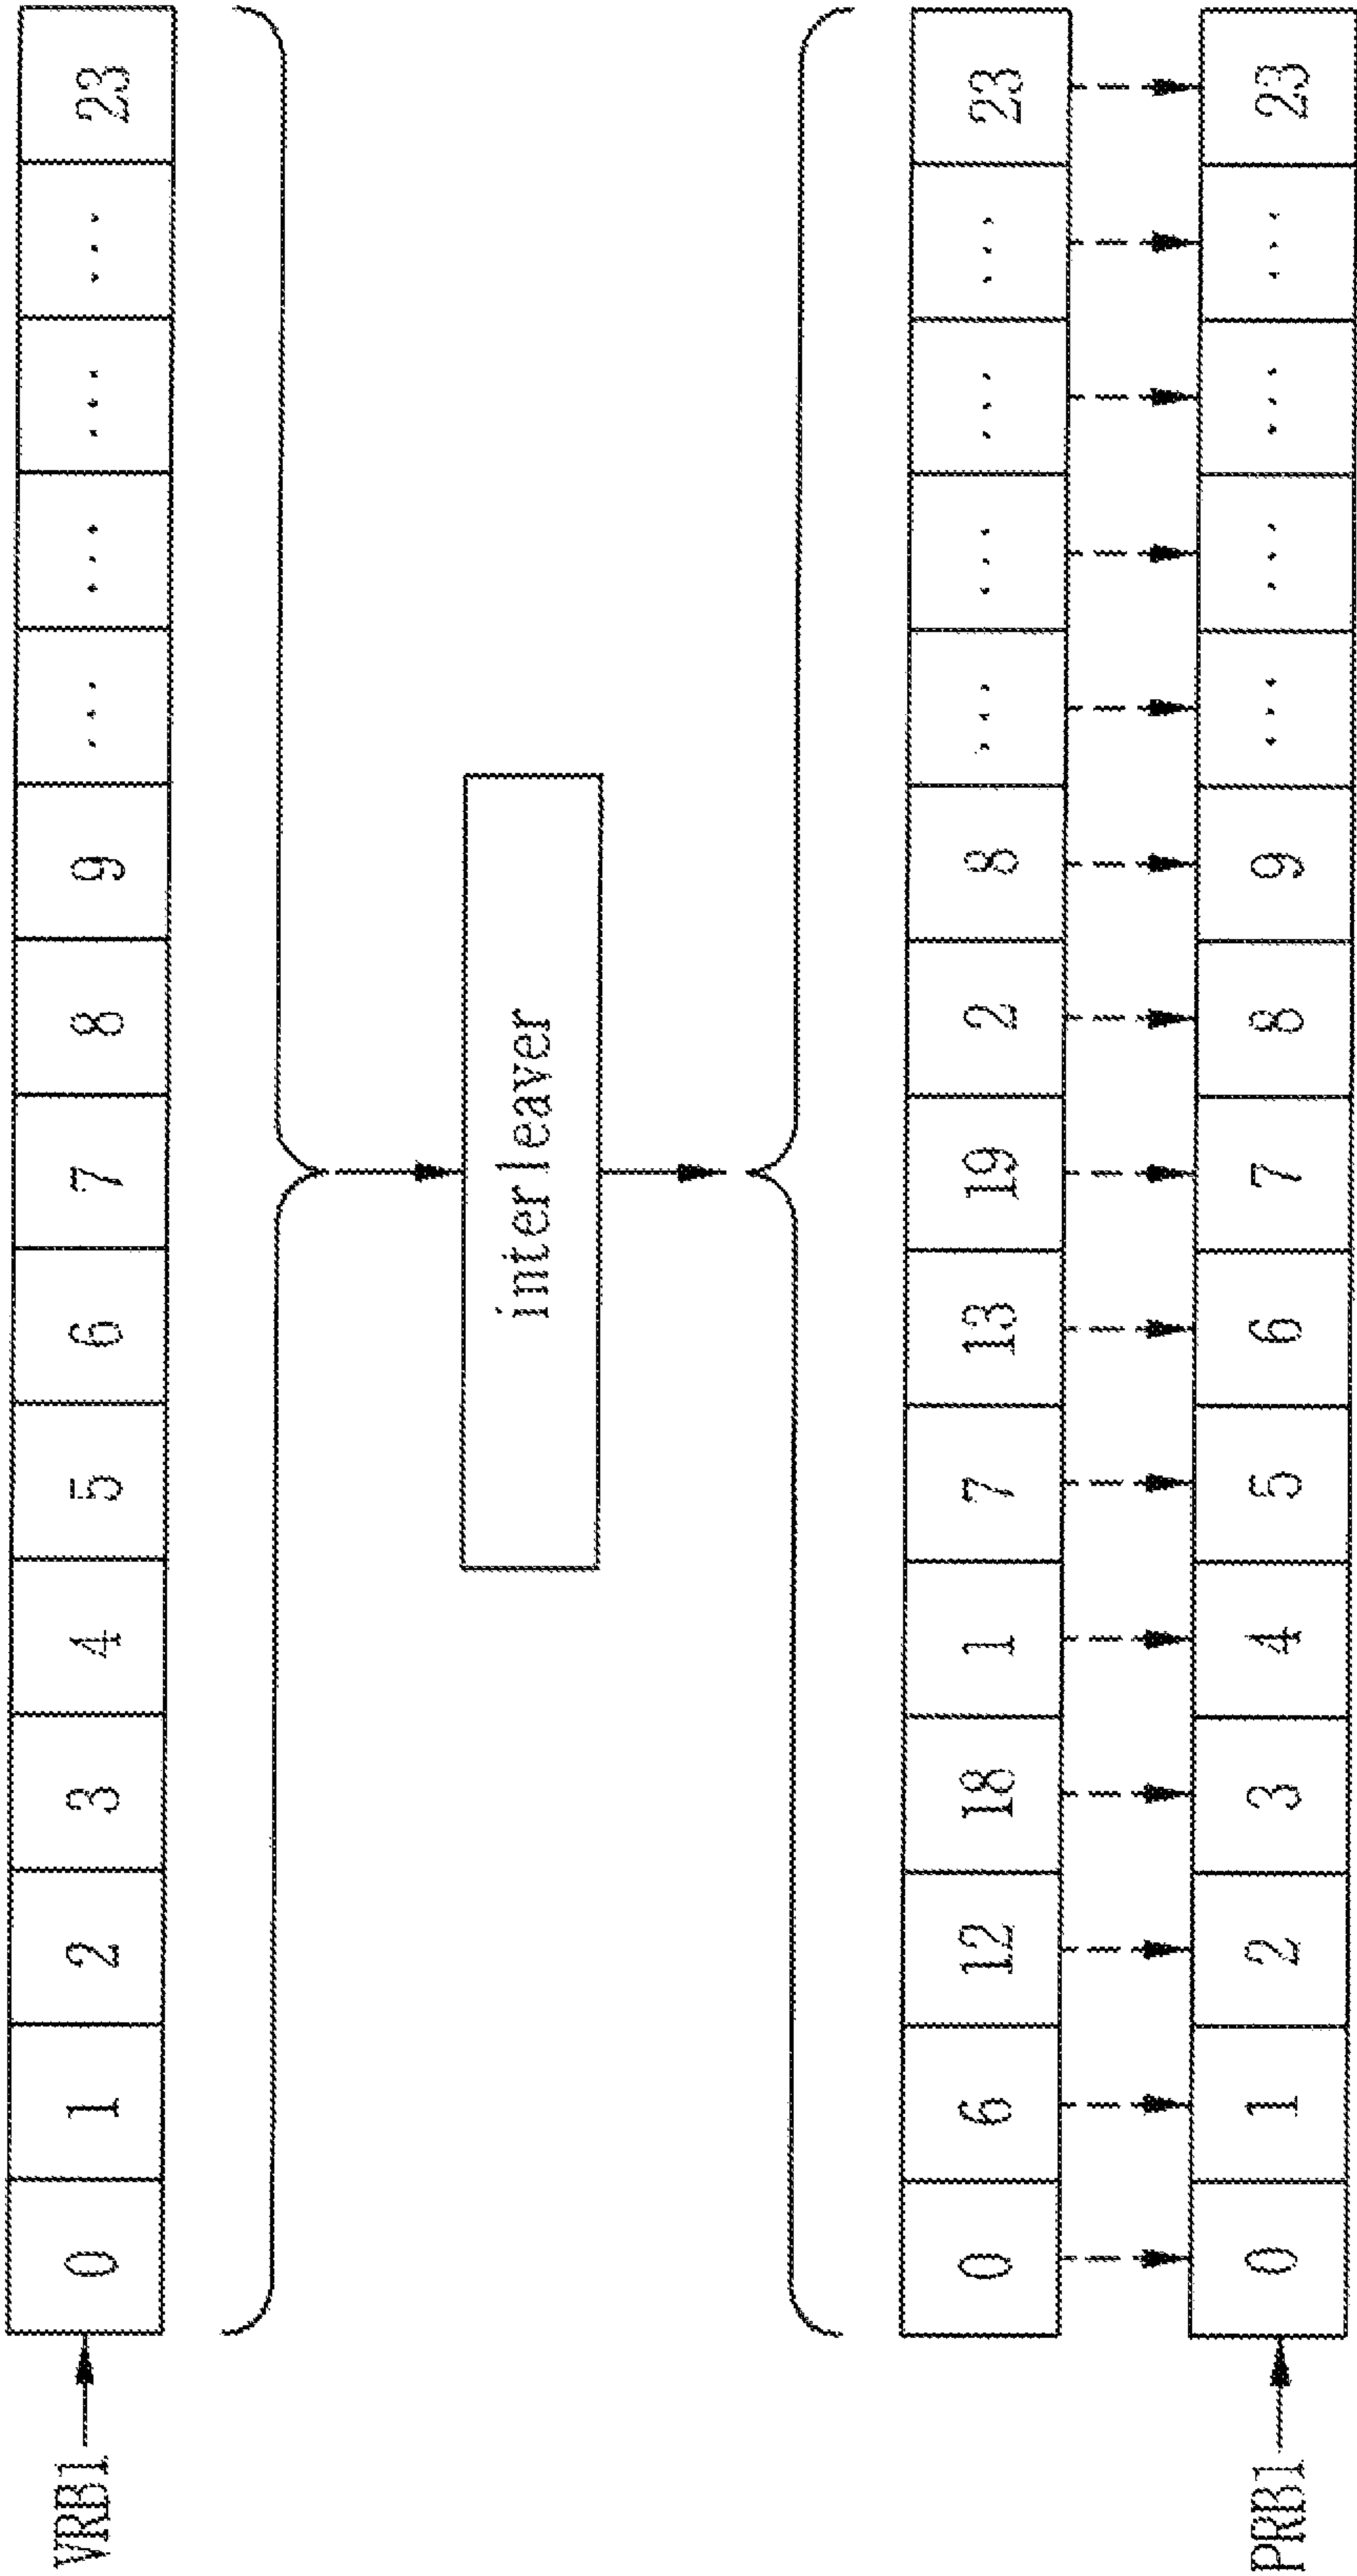 VRB1 0 1 2 3 4 5 6 7 8 9 ... ... ... ... 23
interleaver
0 6 12 18 1 7 13 19 2 8 ... ... ... ... 23
PRB1 0 1 2 3 4 5 6 7 8 9 ... ... ... ... 23